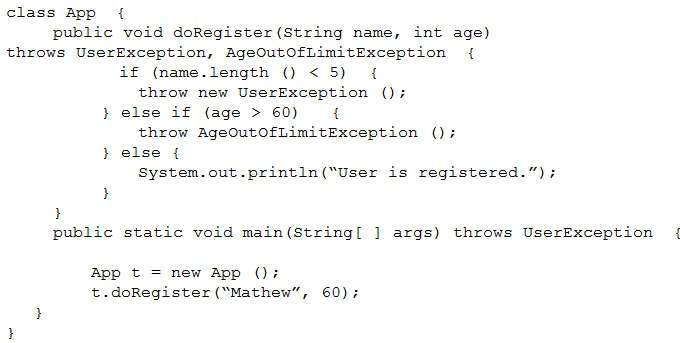 class App  {
     public void doRegister(String name, int age)
throws UserException, AgeOutOfLimitException  {
            if (name.length () < 5)  {
              throw new UserException ();
          } else if (age > 60)   {
              throw AgeOutOfLimitException ();
          } else {
              System.out.println(“User is registered.”);
          }
     }
     public static void main(String[ ] args) throws UserException  {
         App t = new App ();
         t.doRegister(“Mathew”, 60);
   }
}